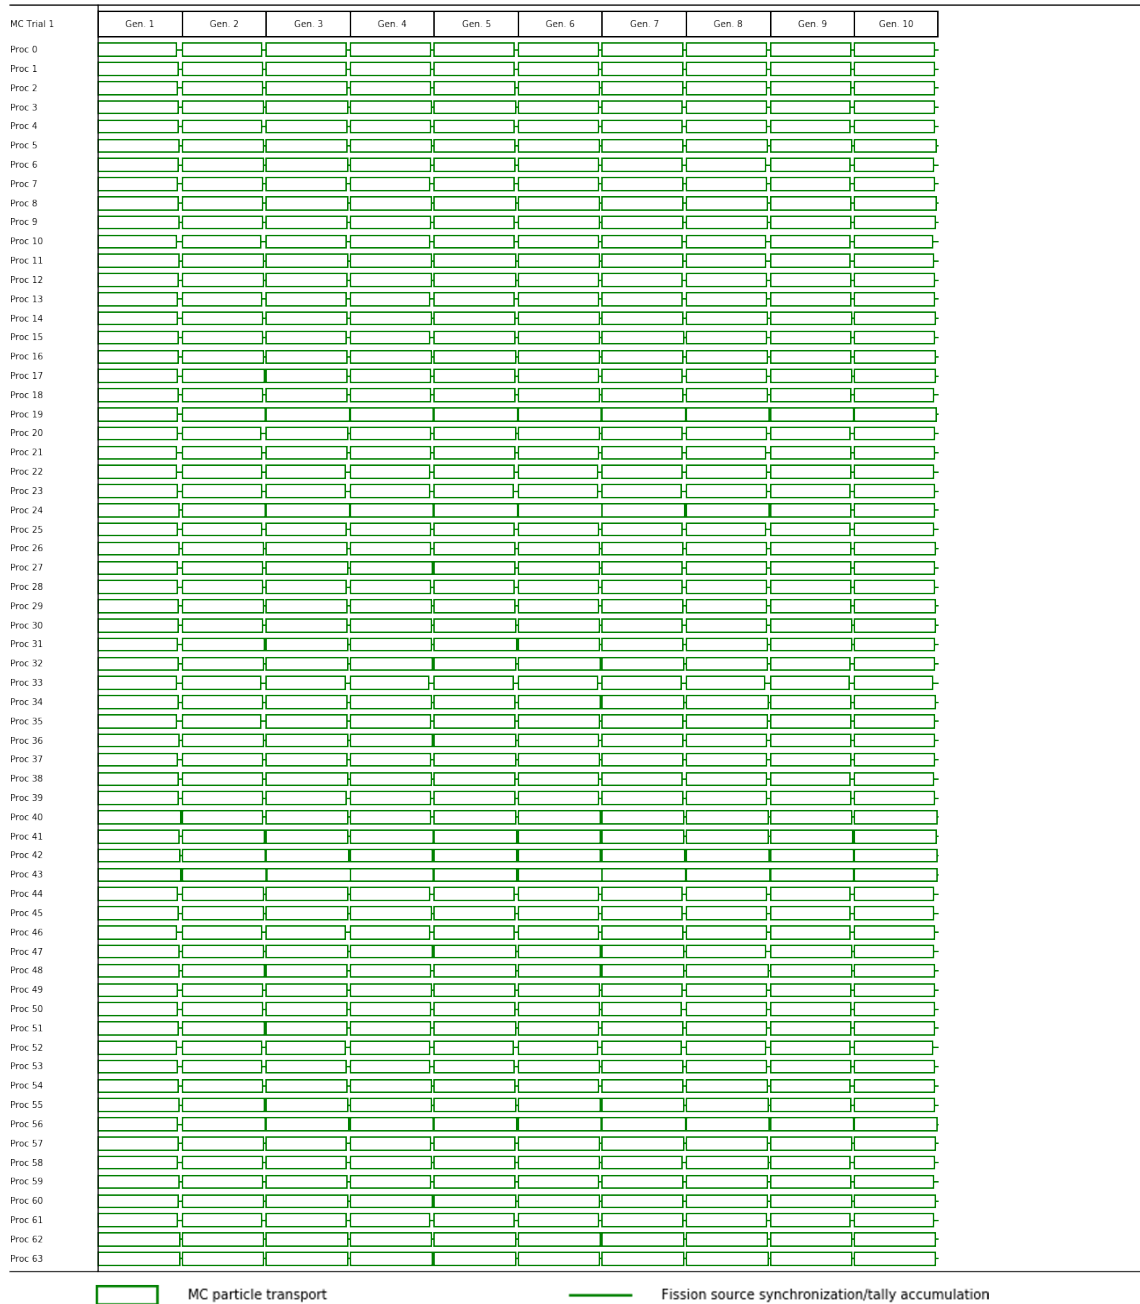 MC Trial 1 Gen. 1 Gen. 2 Gen. 3 Gen. 4 Gen. 5 Gen. 6 Gen. 7 Gen. 8 Gen. 9 Gen. 10
Proc 0
Proc 1
Proc 2
Proc 3
Proc 4
Proc 5
Proc 6
Proc 7
Proc 8
Proc 9
Proc 10
Proc 11
Proc 12
Proc 13
Proc 14
Proc 15
Proc 16
Proc 17
Proc 18
Proc 19
Proc 20
Proc 21
Proc 22
Proc 23
Proc 24
Proc 25
Proc 26
Proc 27
Proc 28
Proc 29
Proc 30
Proc 31
Proc 32
Proc 33
Proc 34
Proc 35
Proc 36
Proc 37
Proc 38
Proc 39
Proc 40
Proc 41
Proc 42
Proc 43
Proc 44
Proc 45
Proc 46
Proc 47
Proc 48
Proc 49
Proc 50
Proc 51
Proc 52
Proc 53
Proc 54
Proc 55
Proc 56
Proc 57
Proc 58
Proc 59
Proc 60
Proc 61
Proc 62
Proc 63
MC particle transport Fission source synchronization/tally accumulation